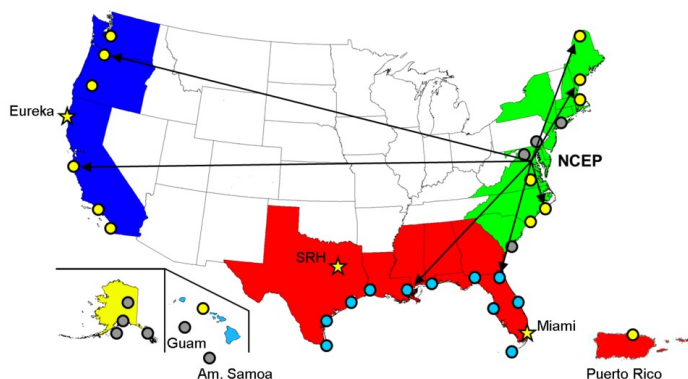 Eureka
NCEP
SRH
Miami
Guam
Am. Samoa
Puerto Rico